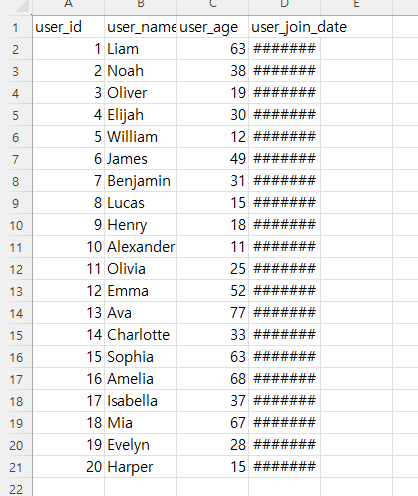 A B C D E
1 user_id user_name user_age user_join_date
2 1 Liam 63 #######
3 2 Noah 38 #######
4 3 Oliver 19 #######
5 4 Elijah 30 #######
6 5 William 12 #######
7 6 James 49 #######
8 7 Benjamin 31 #######
9 8 Lucas 15 #######
10 9 Henry 18 #######
11 10 Alexander 11 #######
12 11 Olivia 25 #######
13 12 Emma 52 #######
14 13 Ava 77 #######
15 14 Charlotte 33 #######
16 15 Sophia 63 #######
17 16 Amelia 68 #######
18 17 Isabella 37 #######
19 18 Mia 67 #######
20 19 Evelyn 28 #######
21 20 Harper 15 #######
22